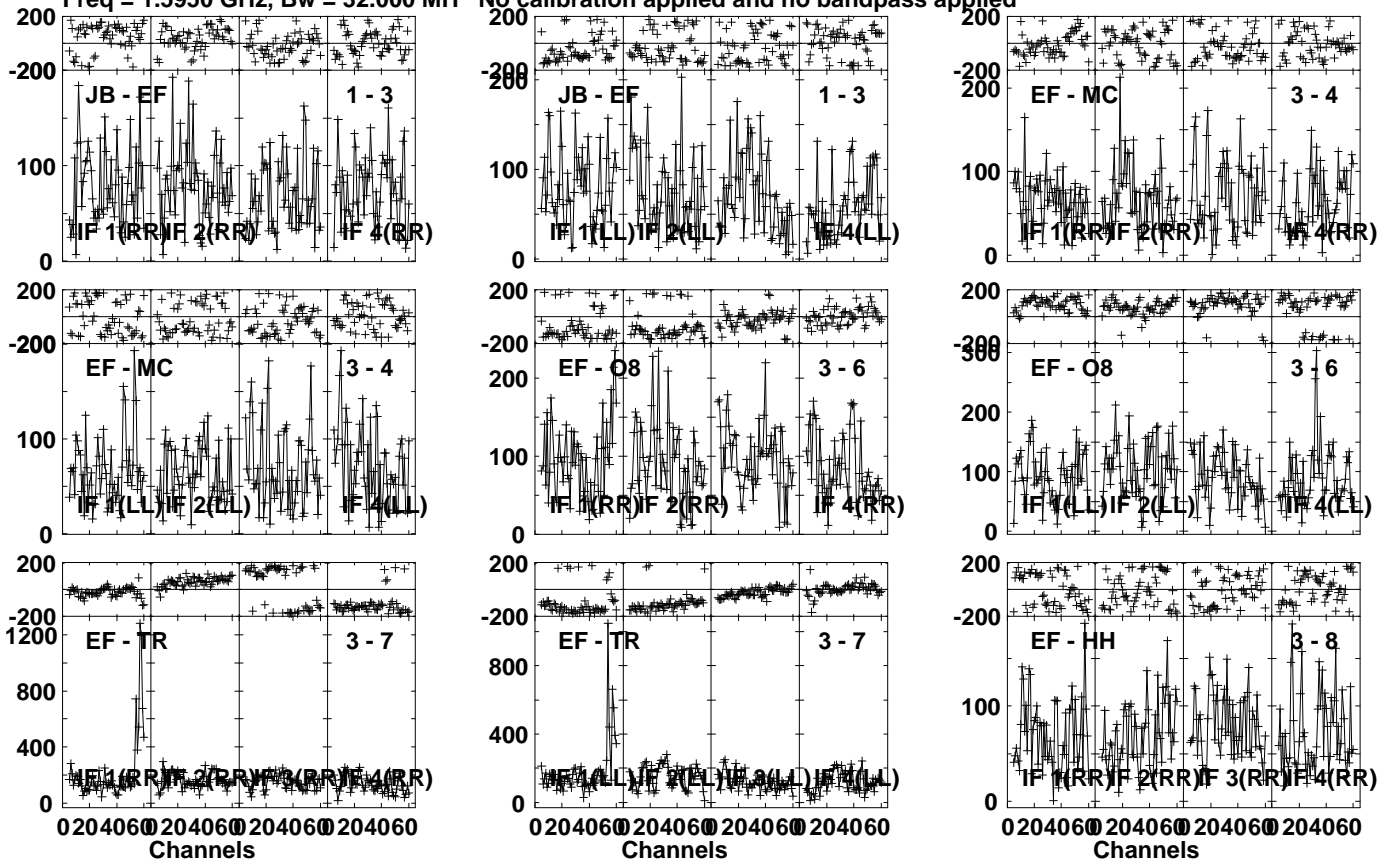 Freq = 1.5950 GHz, Bw = 32.000 MH No calibration applied and no bandpass applied
200
-200
JB - EF 1 - 3
100
0
IF 1(RR) IF 2(RR) IF 4(RR)
200
-200
200
JB - EF 1 - 3
100
0
IF 1(LL) IF 2(LL) IF 4(LL)
200
-200
200
EF - MC 3 - 4
100
0
IF 1(RR) IF 2(RR) IF 4(RR)
200
-200
200
EF - MC 3 - 4
100
0
IF 1(LL) IF 2(LL) IF 4(LL)
200
-200
EF - O8 3 - 6
200
100
0
IF 1(RR) IF 2(RR) IF 4(RR)
200
-200
300
EF - O8 3 - 6
200
100
0
IF 1(LL) IF 2(LL) IF 4(LL)
200
-200
1200
EF - TR 3 - 7
800
400
0
IF 1(RR) IF 2(RR) IF 3(RR) IF 4(RR)
0 20 40 60 0 20 40 60 0 20 40 60 0 20 40 60
Channels
200
-200
EF - TR 3 - 7
800
400
0
IF 1(LL) IF 2(LL) IF 3(LL) IF 4(LL)
0 20 40 60 0 20 40 60 0 20 40 60 0 20 40 60
Channels
200
-200
EF - HH 3 - 8
100
0
IF 1(RR) IF 2(RR) IF 3(RR) IF 4(RR)
0 20 40 60 0 20 40 60 0 20 40 60 0 20 40 60
Channels